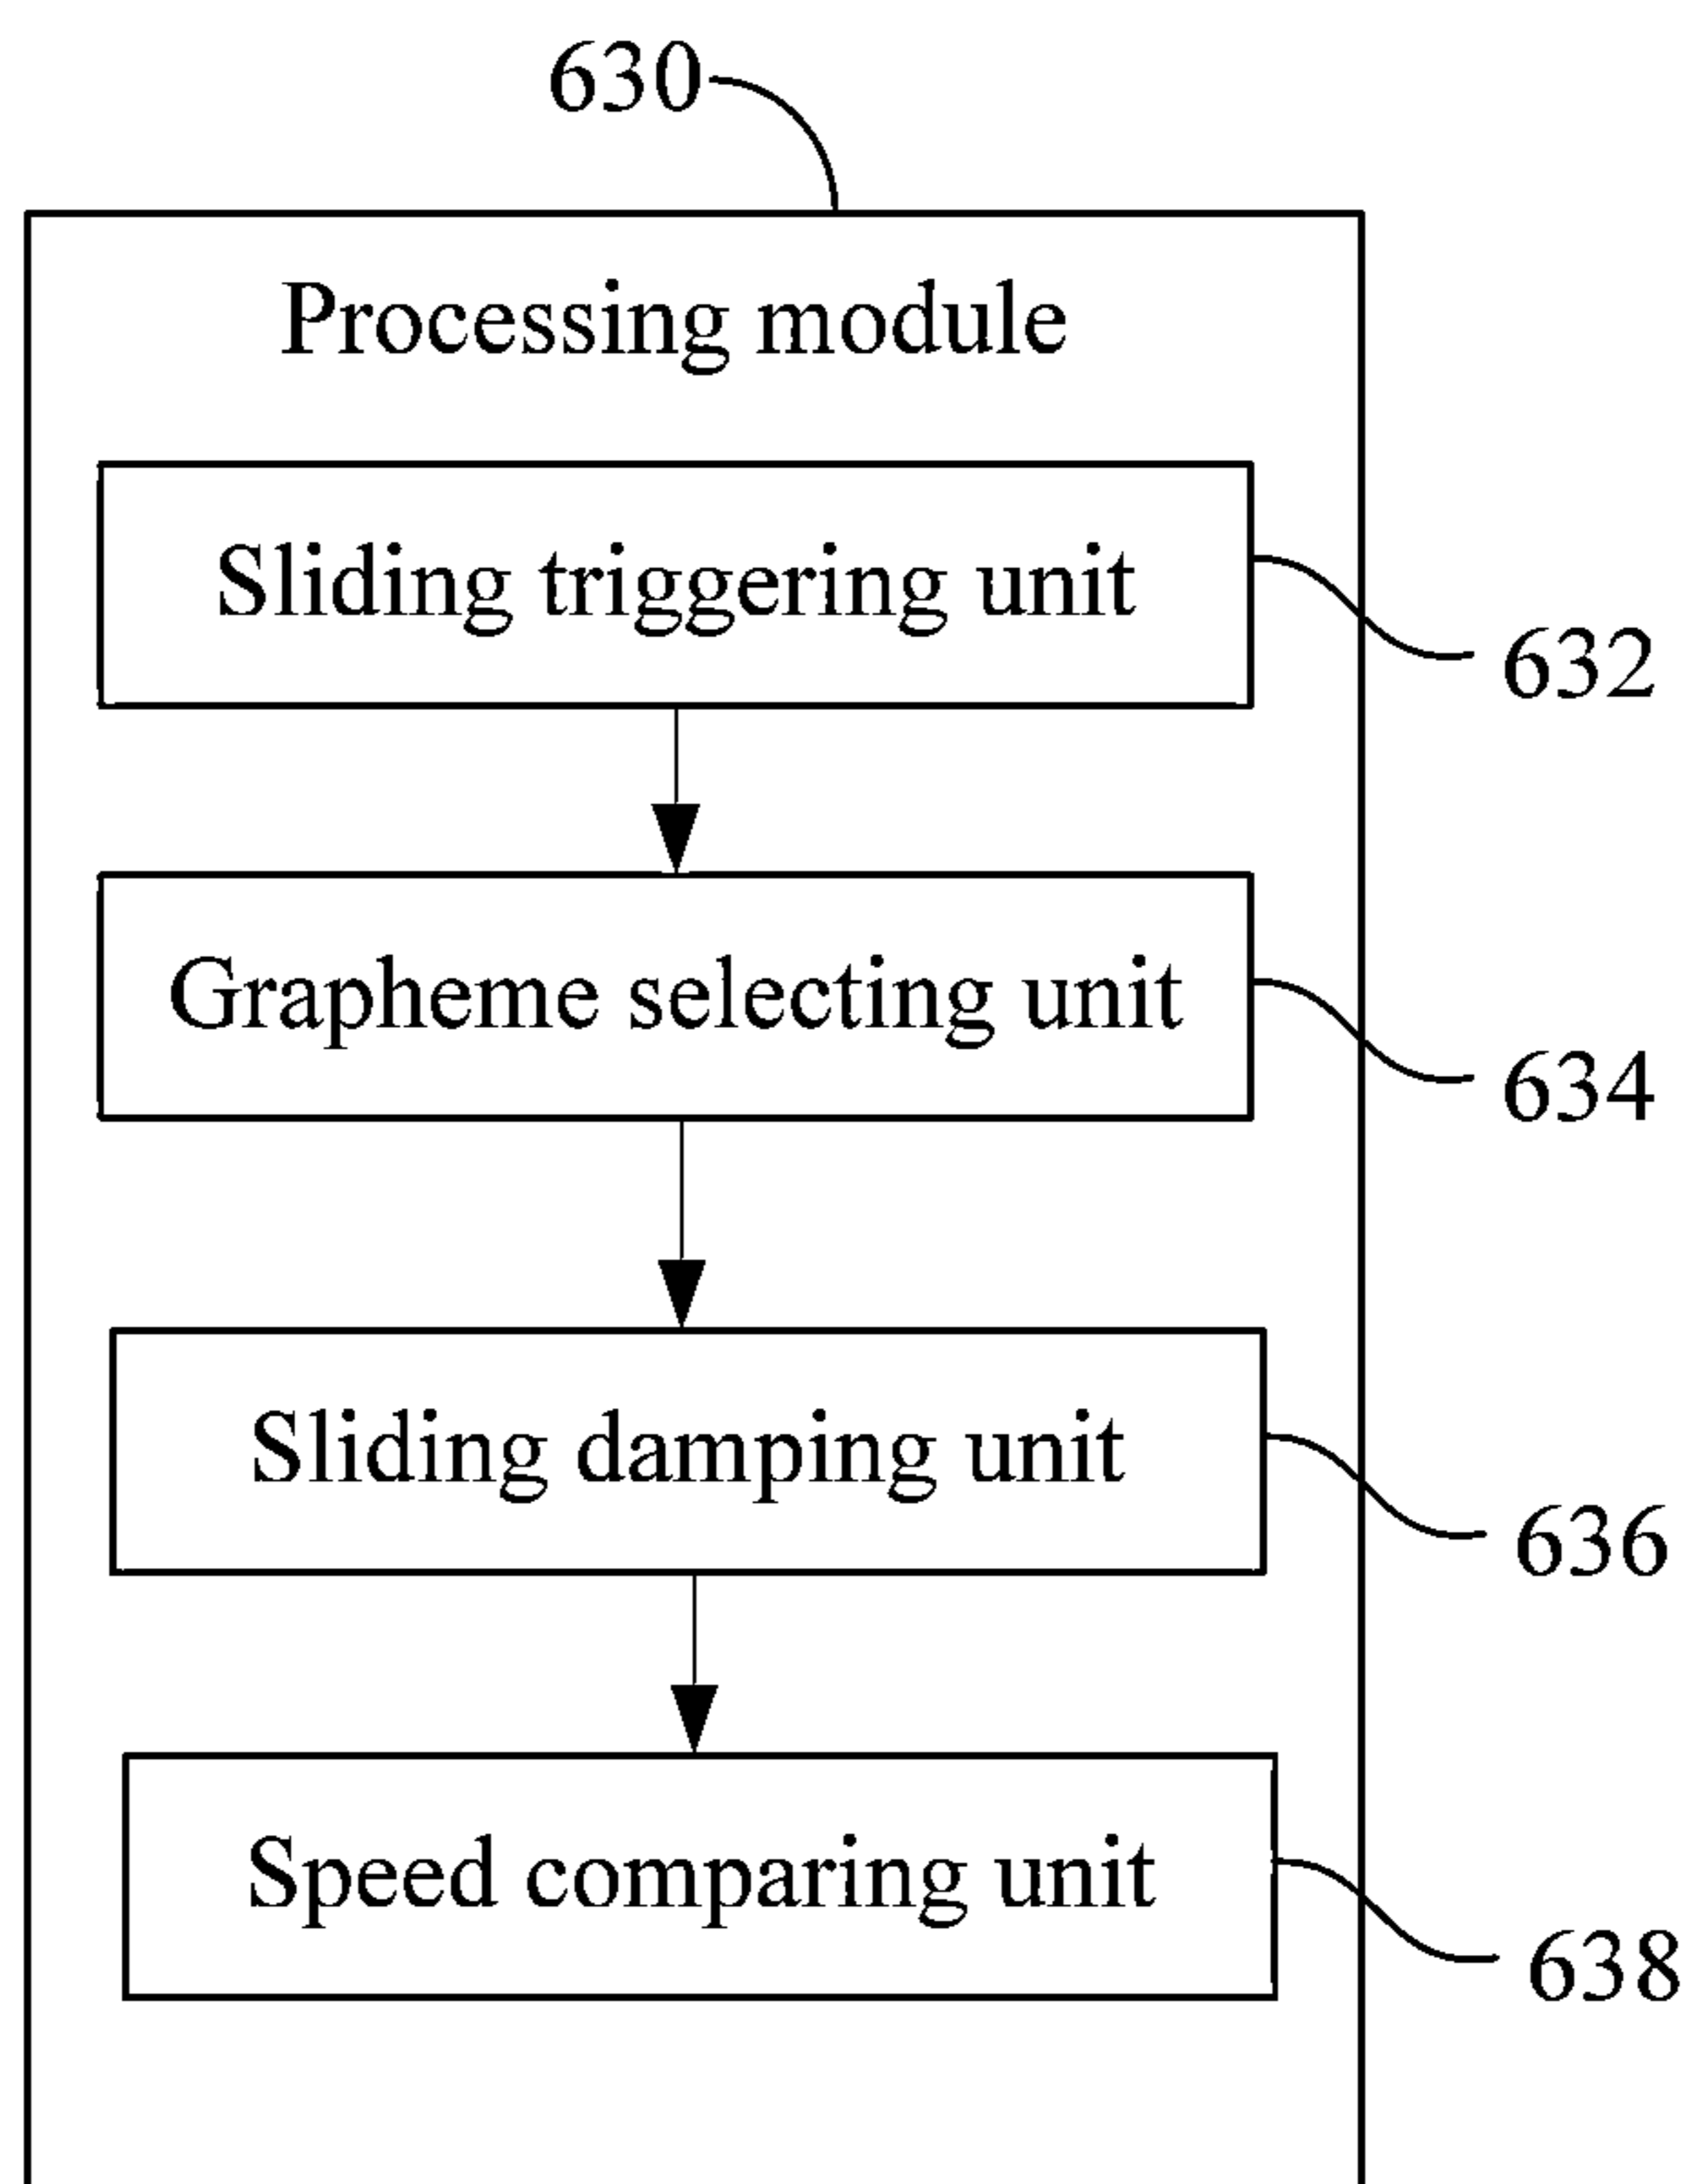 630
Processing module
Sliding triggering unit
632
Grapheme selecting unit
634
Sliding damping unit
636
Speed comparing unit
638